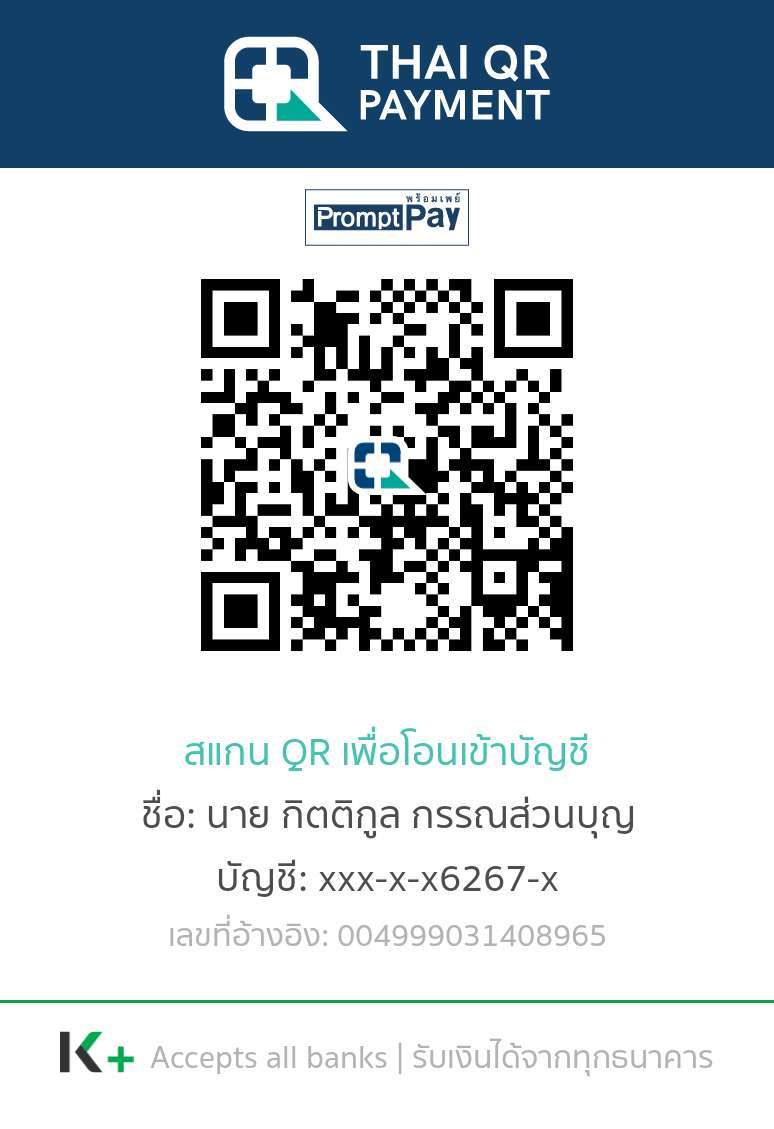 THAI QR
PAYMENT
พร้อมเพย์
PromptPay
สแกน QR เพื่อโอนเข้าบัญชี
ชื่อ: นาย กิตติกูล กรรณส่วนบุญ
บัญชี: xxx-x-x6267-x
เลขที่อ้างอิง: 004999031408965
K+ Accepts all banks | รับเงินได้จากทุกธนาคาร